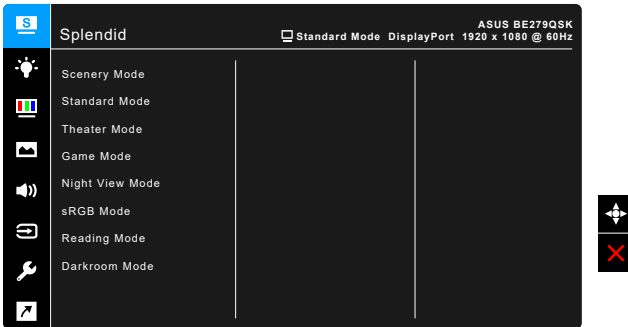 S
ASUS BE279QSK
Splendid
Standard Mode DisplayPort 1920 x 1080 @ 60Hz
Scenery Mode
Standard Mode
Theater Mode
Game Mode
Night View Mode
sRGB Mode
Reading Mode
Darkroom Mode